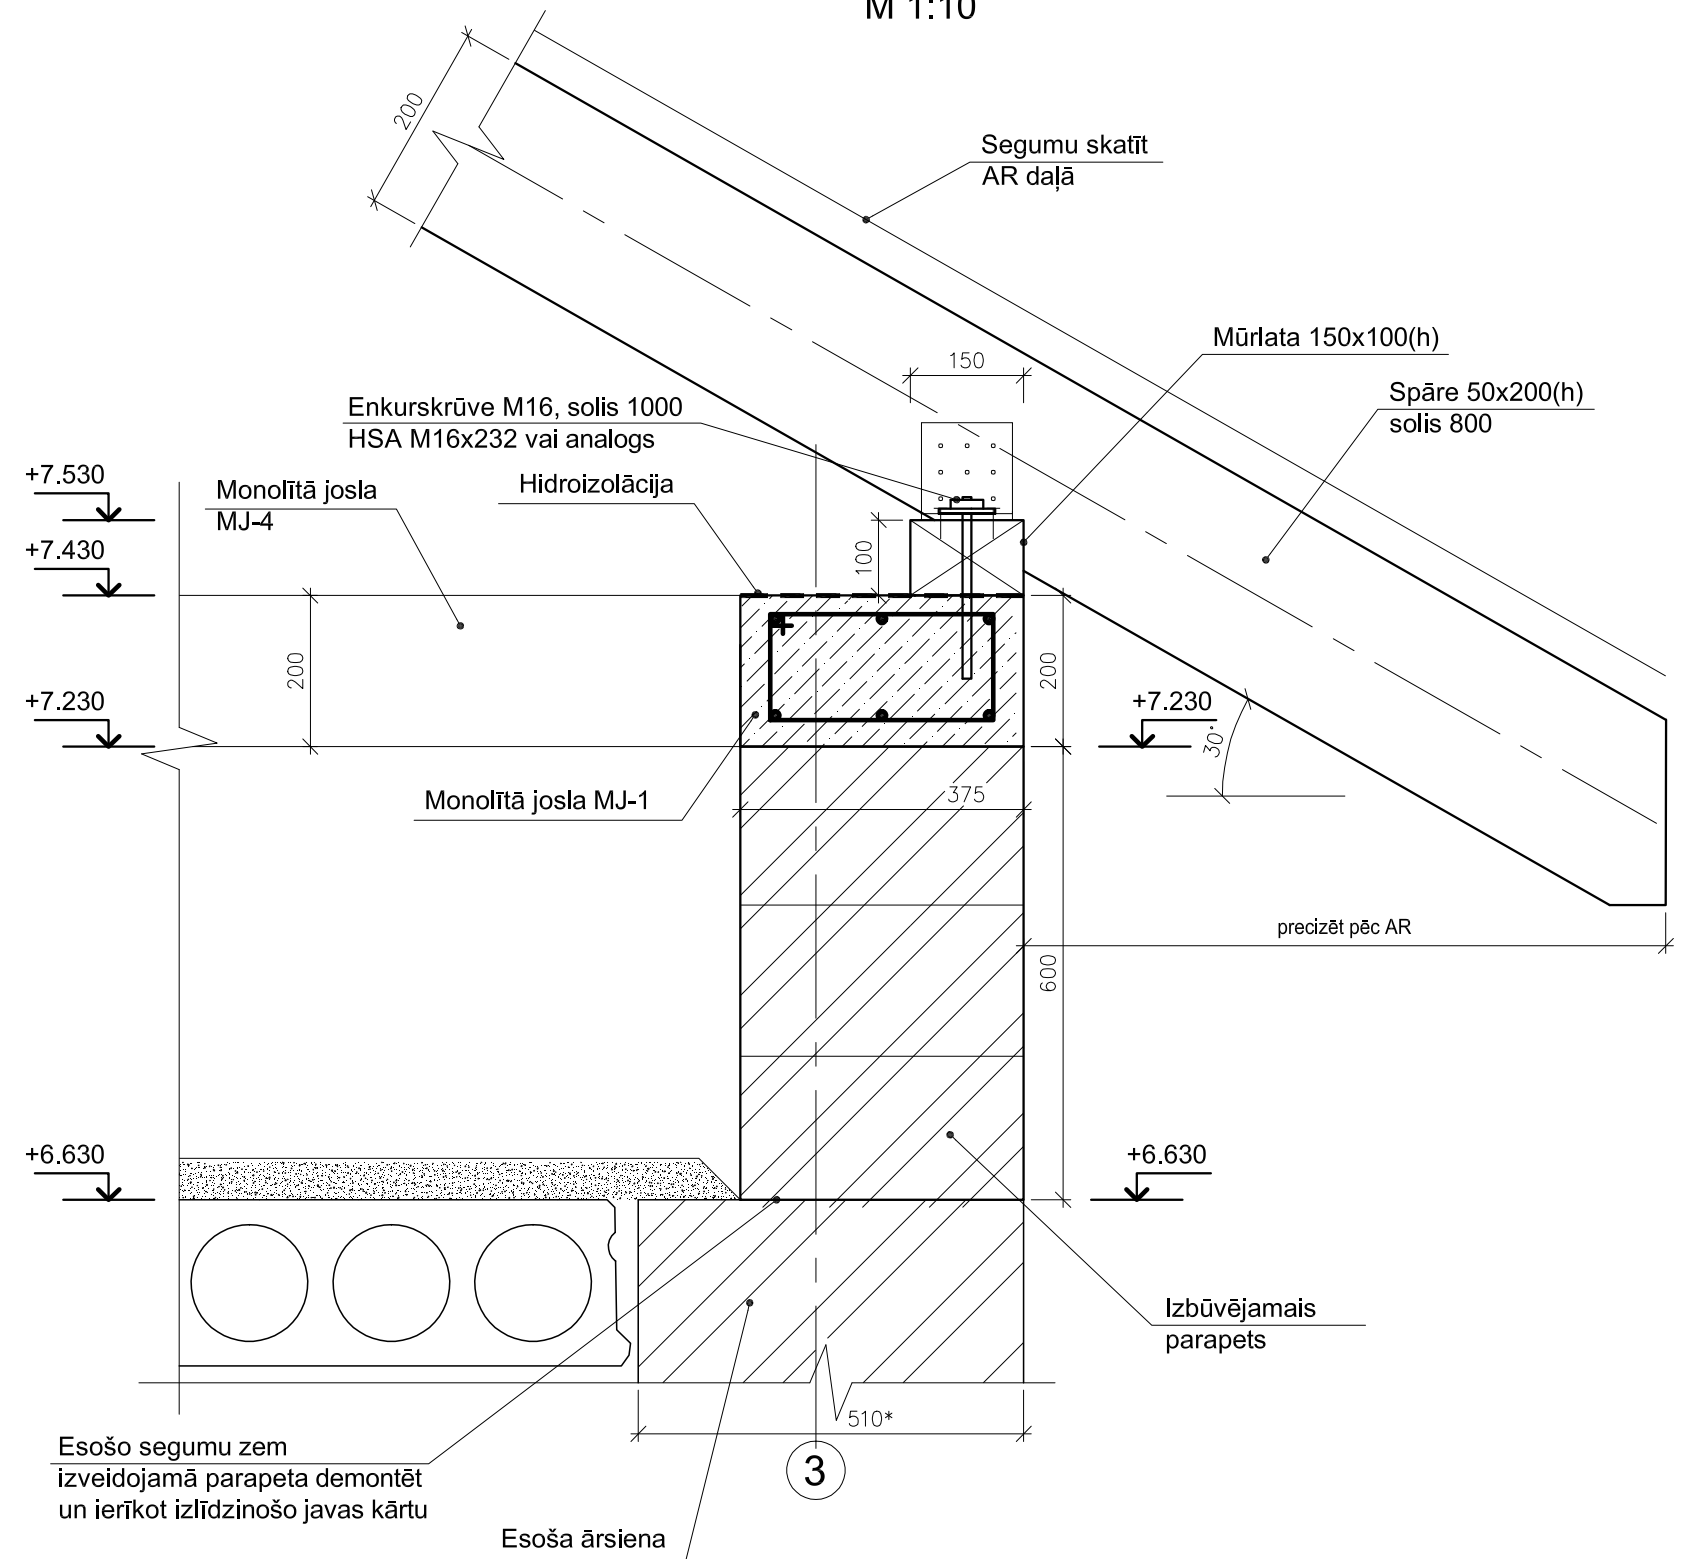 M 1:10
200
Segumu skatīt
AR daļā
Mūrlata 150x100(h)
150
Spāre 50x200(h)
solis 800
Enkurskrūve M16, solis 1000
HSA M16x232 vai analogs
+7.530
Monolītā josla
MJ-4
Hidroizolācija
+7.430
100
200
200
+7.230
+7.230
30°
Monolītā josla MJ-1
375
precizēt pēc AR
600
+6.630
+6.630
Izbūvējamais
parapets
510*
Esošo segumu zem
izveidojamā parapeta demontēt
un ierīkot izlīdzinošo javas kārtu
3
Esoša ārsiena